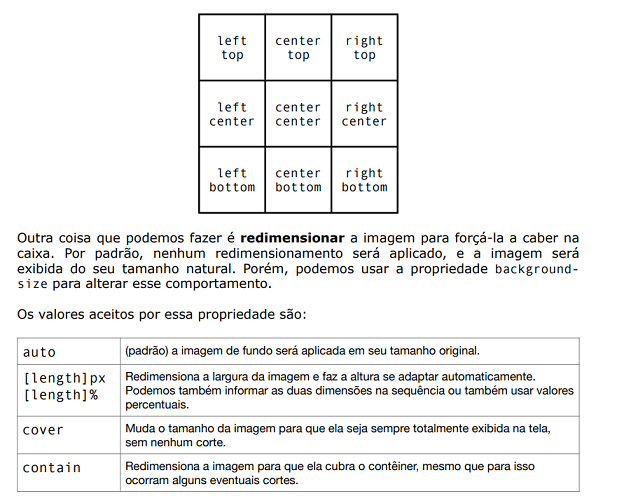 left center right
top top top
left center right
center center center
left center right
bottom bottom bottom
Outra coisa que podemos fazer é redimensionar a imagem para forçá-la a caber na
caixa. Por padrão, nenhum redimensionamento será aplicado, e a imagem será
exibida do seu tamanho natural. Porém, podemos usar a propriedade background-
size para alterar esse comportamento.
Os valores aceitos por essa propriedade são:
auto (padrão) a imagem de fundo será aplicada em seu tamanho original.
[length]px Redimensiona a largura da imagem e faz a altura se adaptar automaticamente.
[length]% Podemos também informar as duas dimensões na sequência ou também usar valores
percentuais.
cover Muda o tamanho da imagem para que ela seja sempre totalmente exibida na tela,
sem nenhum corte.
contain Redimensiona a imagem para que ela cubra o contêiner, mesmo que para isso
ocorram alguns eventuais cortes.